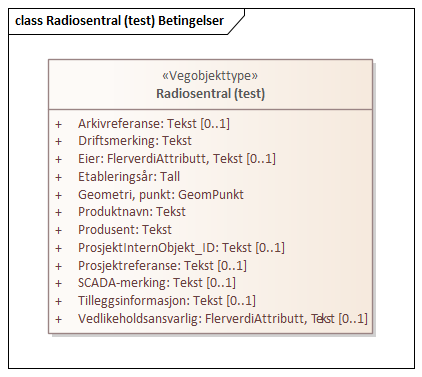 class Radiosentral (test) Betingelser
«Vegobjekttype»
Radiosentral (test)
+ Arkivreferanse: Tekst [0..1]
+ Driftsmerking: Tekst
+ Eier: FlerverdiAttributt, Tekst [0..1]
+ Etableringsår: Tall
+ Geometri, punkt: GeomPunkt
+ Produktnavn: Tekst
+ Produsent: Tekst
+ ProsjektInternObjekt_ID: Tekst [0..1]
+ Prosjektreferanse: Tekst [0..1]
+ SCADA-merking: Tekst [0..1]
+ Tilleggsinformasjon: Tekst [0..1]
+ Vedlikeholdsansvarlig: FlerverdiAttributt, Tekst [0..1]